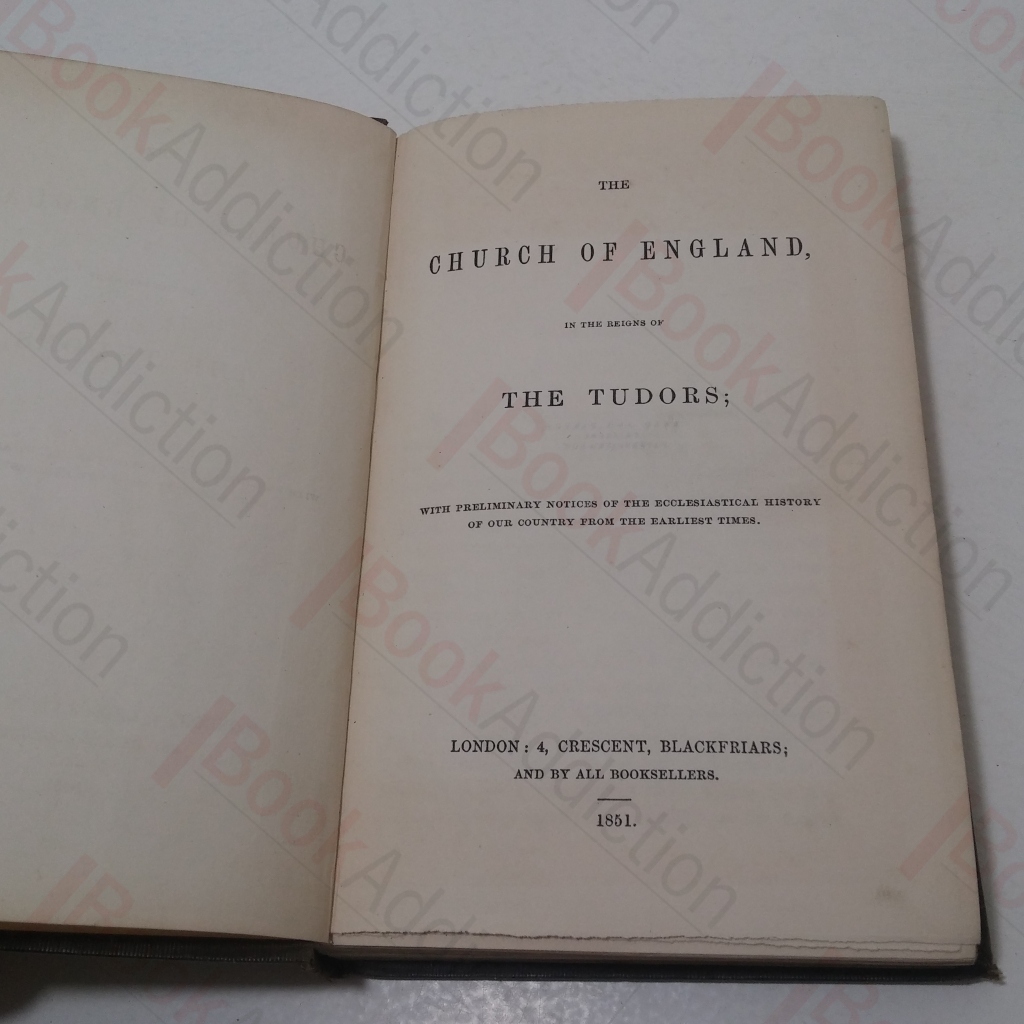 THE
CHURCH OF ENGLAND,
IN THE REIGNS OF
THE TUDORS;
WITH PRELIMINARY NOTICES OF THE ECCLESIASTICAL HISTORY
OF OUR COUNTRY FROM THE EARLIEST TIMES.
LONDON: 4, CRESCENT, BLACKFRIARS;
AND BY ALL BOOKSELLERS.
1851.
BookAddiction